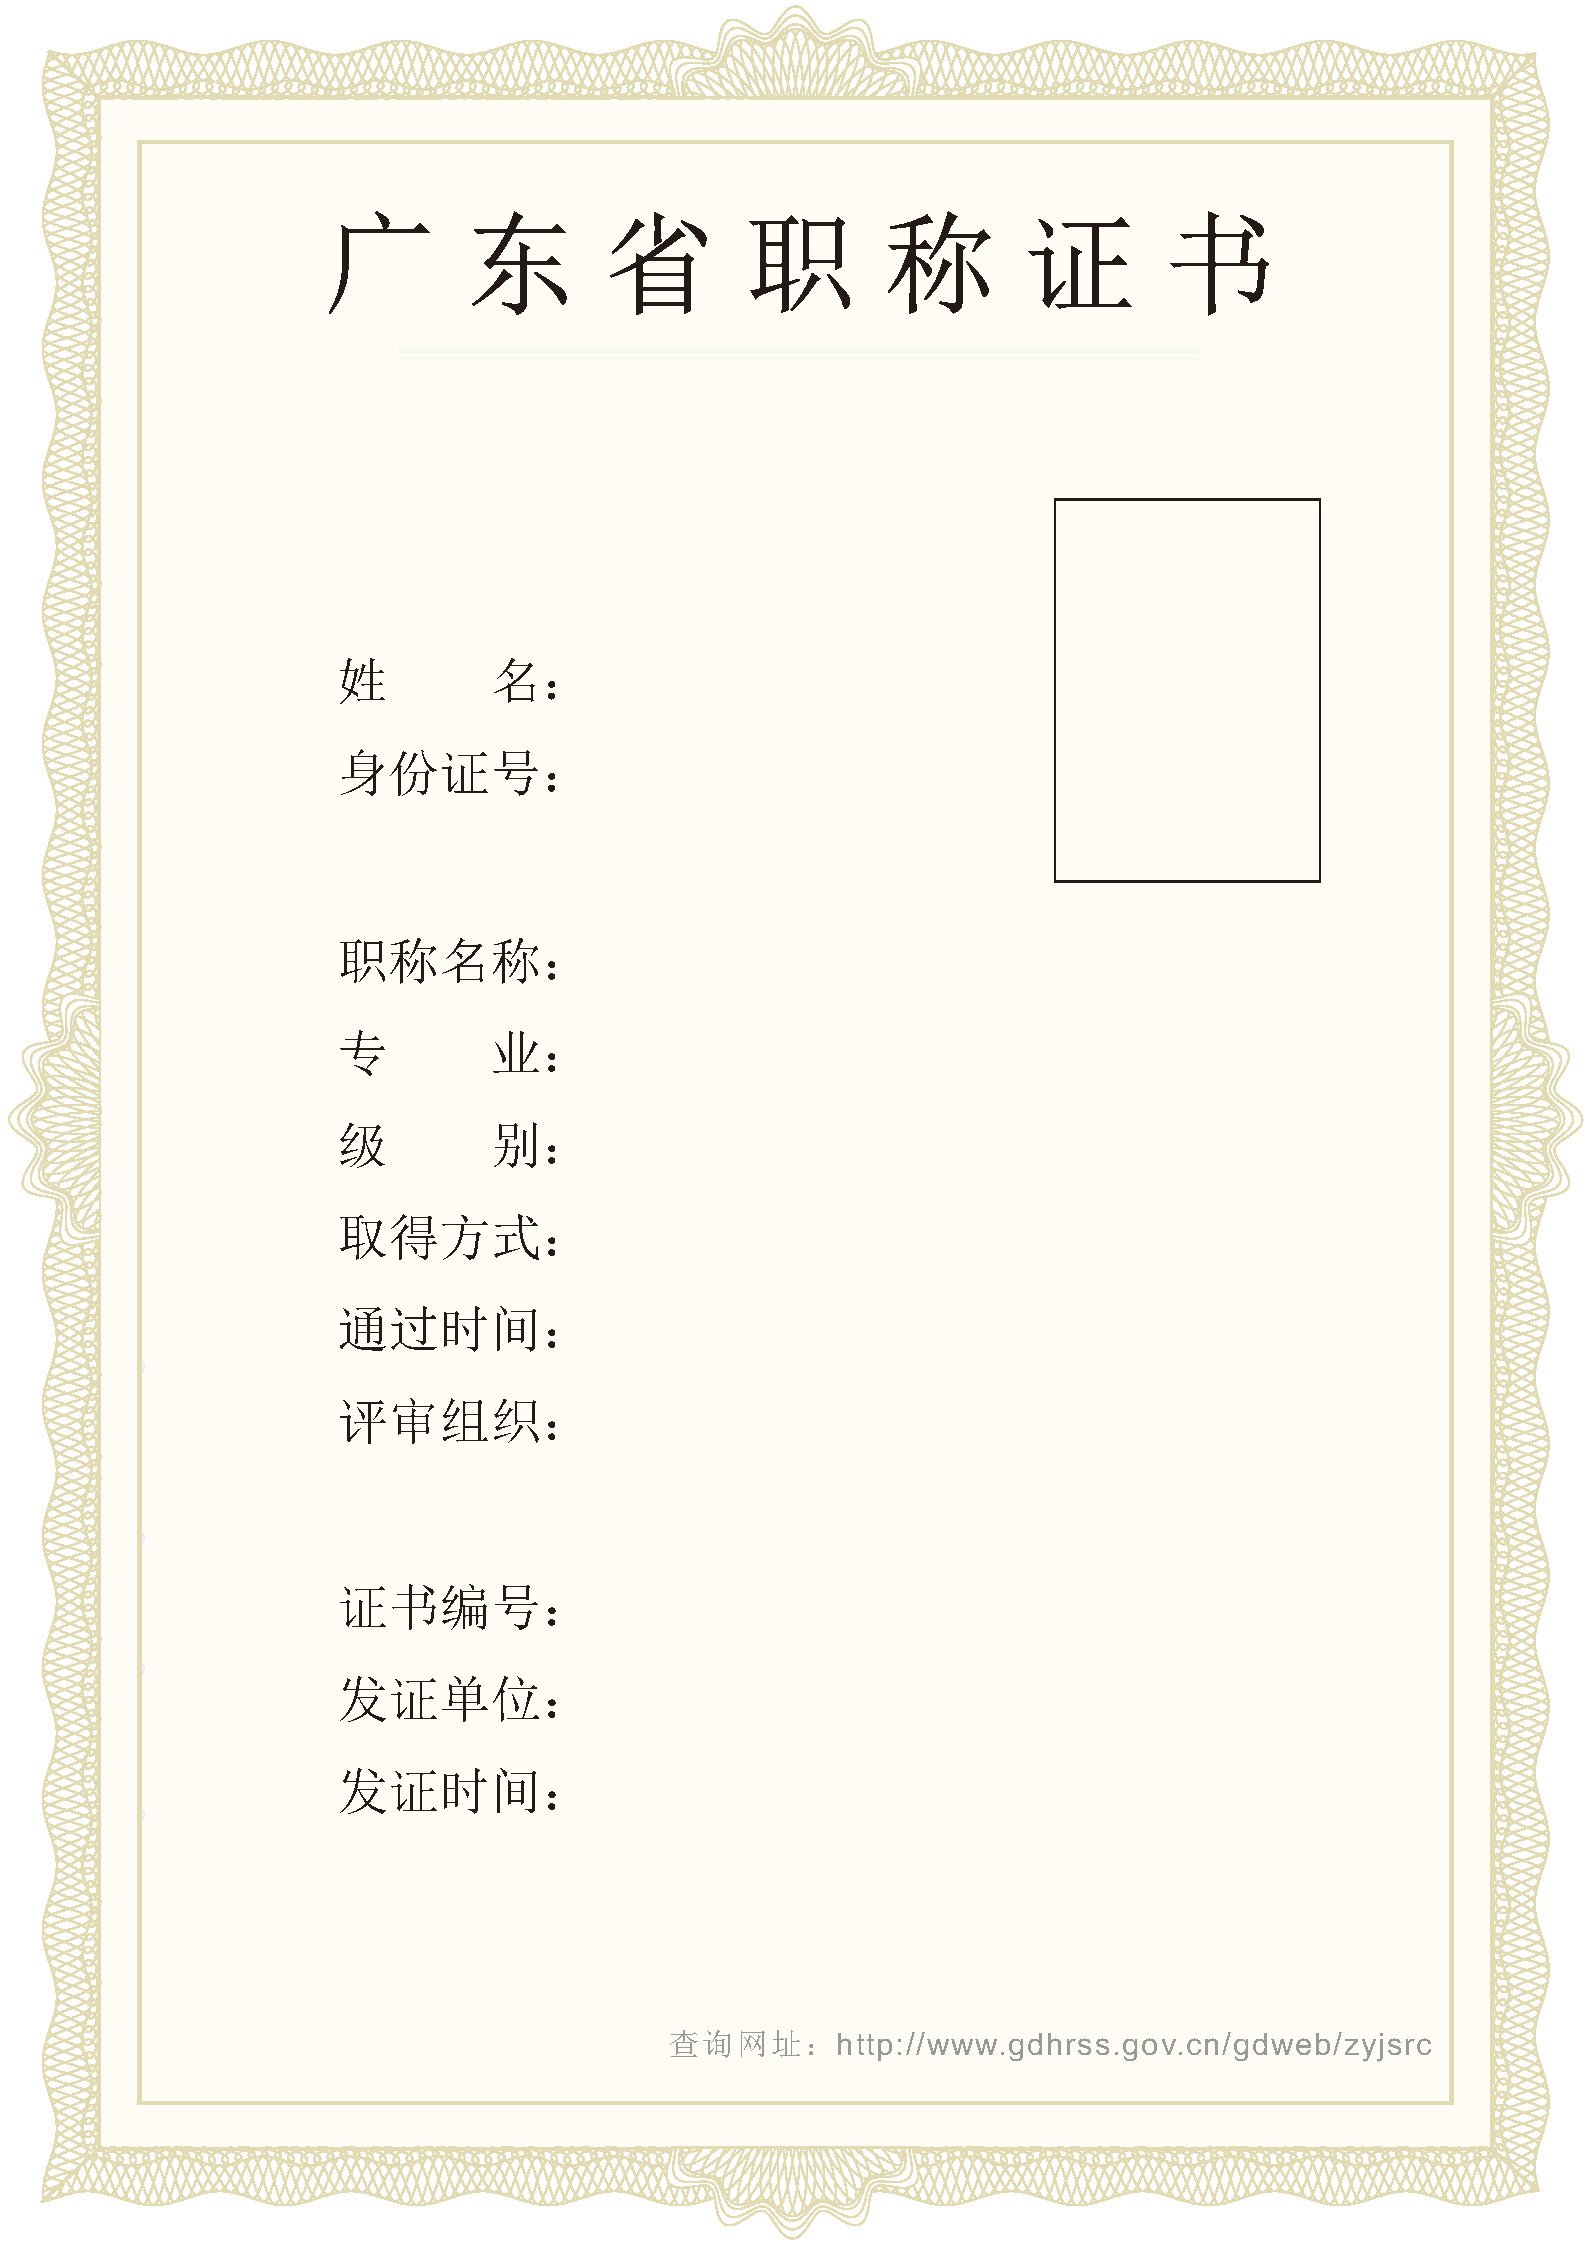 广东省职称证书
姓　　名：
身份证号：
职称名称：
专　　业：
级　　别：
取得方式：
通过时间：
评审组织：
证书编号：
发证单位：
发证时间：
查询网址：http://www.gdhrss.gov.cn/gdweb/zyjsrc